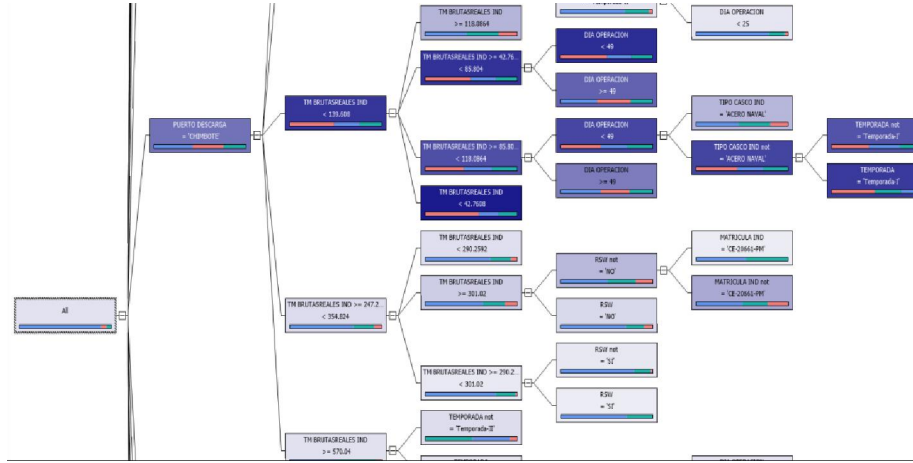 All
PUERTO DESCARGA
= 'CHIMBOTE'
TM BRUTASREALES IND
< 139.608
TM BRUTASREALES IND >= 247.2...
< 354.824
TM BRUTASREALES IND
>= 570.04
TM BRUTASREALES IND
>= 118.0864
TM BRUTASREALES IND >= 42.76...
< 85.804
TM BRUTASREALES IND >= 85.80...
< 118.0864
TM BRUTASREALES IND
< 42.7608
TM BRUTASREALES IND
< 290.2592
TM BRUTASREALES IND
>= 301.02
TM BRUTASREALES IND >= 290.2...
< 301.02
TEMPORADA not
= 'Temporada-II'
DIA OPERACION
< 49
DIA OPERACION
>= 49
DIA OPERACION
< 49
DIA OPERACION
>= 49
RSW not
= 'NO'
RSW
= 'NO'
RSW not
= 'SI'
RSW
= 'SI'
DIA OPERACION
< 25
TIPO CASCO IND
= 'ACERO NAVAL'
TIPO CASCO IND not
= 'ACERO NAVAL'
MATRICULA IND
= 'CE-20661-PM'
MATRICULA IND not
= 'CE-20661-PM'
TEMPORADA not
= 'Temporada-I'
TEMPORADA
= 'Temporada-I'